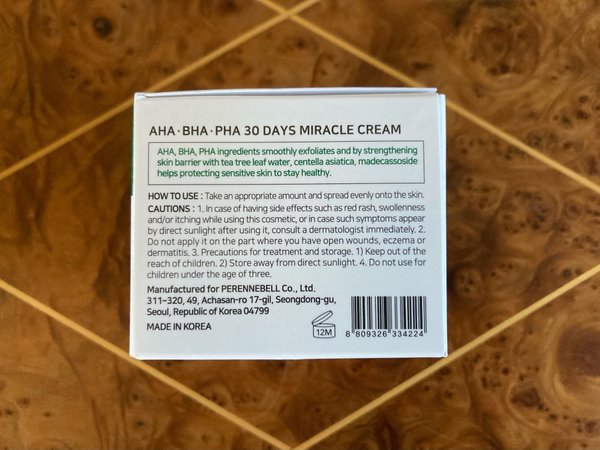 AHA · BHA · PHA 30 DAYS MIRACLE CREAM
AHA, BHA, PHA ingredients smoothly exfoliates and by strengthening
skin barrier with tea tree leaf water, centella asiatica, madecassoside
helps protecting sensitive skin to stay healthy.
HOW TO USE : Take an appropriate amount and spread evenly onto the skin.
CAUTIONS : 1. In case of having side effects such as red rash, swollenness
and/or itching while using this cosmetic, or in case such symptoms appear
by direct sunlight after using it, consult a dermatologist immediately. 2.
Do not apply it on the part where you have open wounds, eczema or
dermatitis. 3. Precautions for treatment and storage. 1) Keep out of the
reach of children. 2) Store away from direct sunlight. 4. Do not use for
children under the age of three.
Manufactured for PERENNEBELL Co., Ltd.
311~320, 49, Achasan-ro 17-gil, Seongdong-gu,
Seoul, Republic of Korea 04799
MADE IN KOREA
12M
8 809326 334224